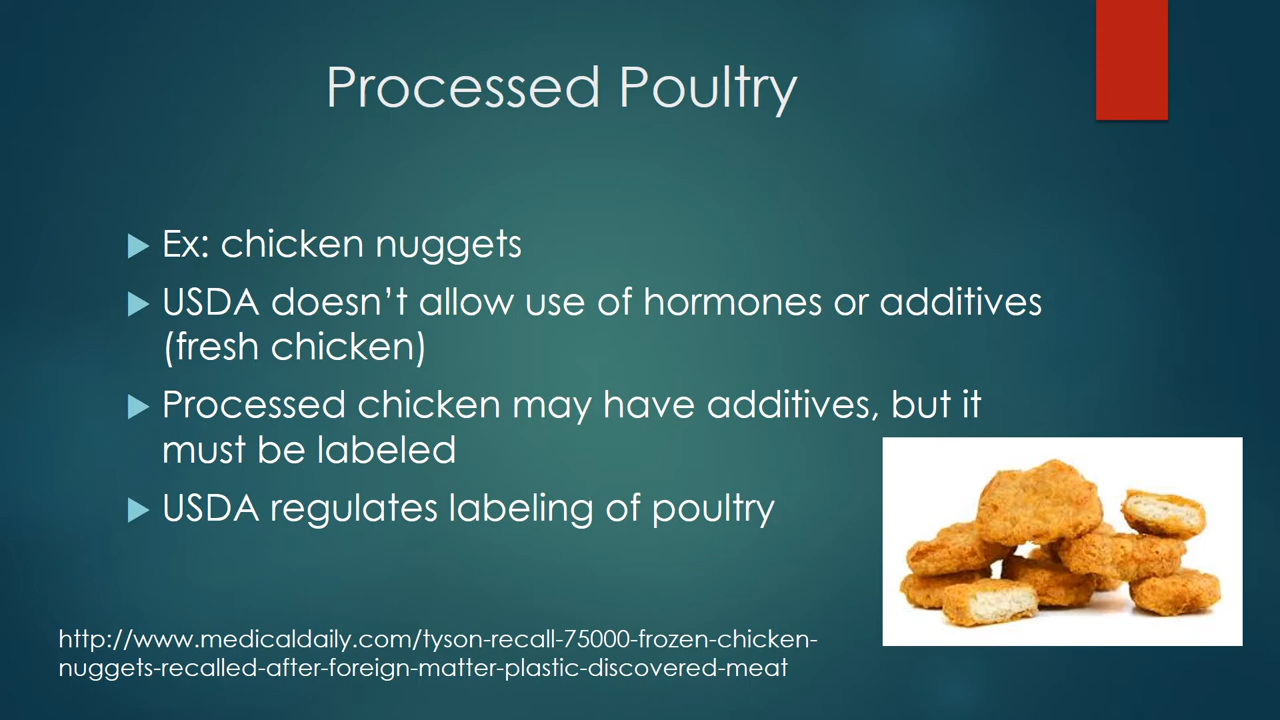 Processed Poultry
Ex: chicken nuggets
USDA doesn’t allow use of hormones or additives
(fresh chicken)
Processed chicken may have additives, but it
must be labeled
USDA regulates labeling of poultry
http://www.medicaldaily.com/tyson-recall-75000-frozen-chicken-
nuggets-recalled-after-foreign-matter-plastic-discovered-meat